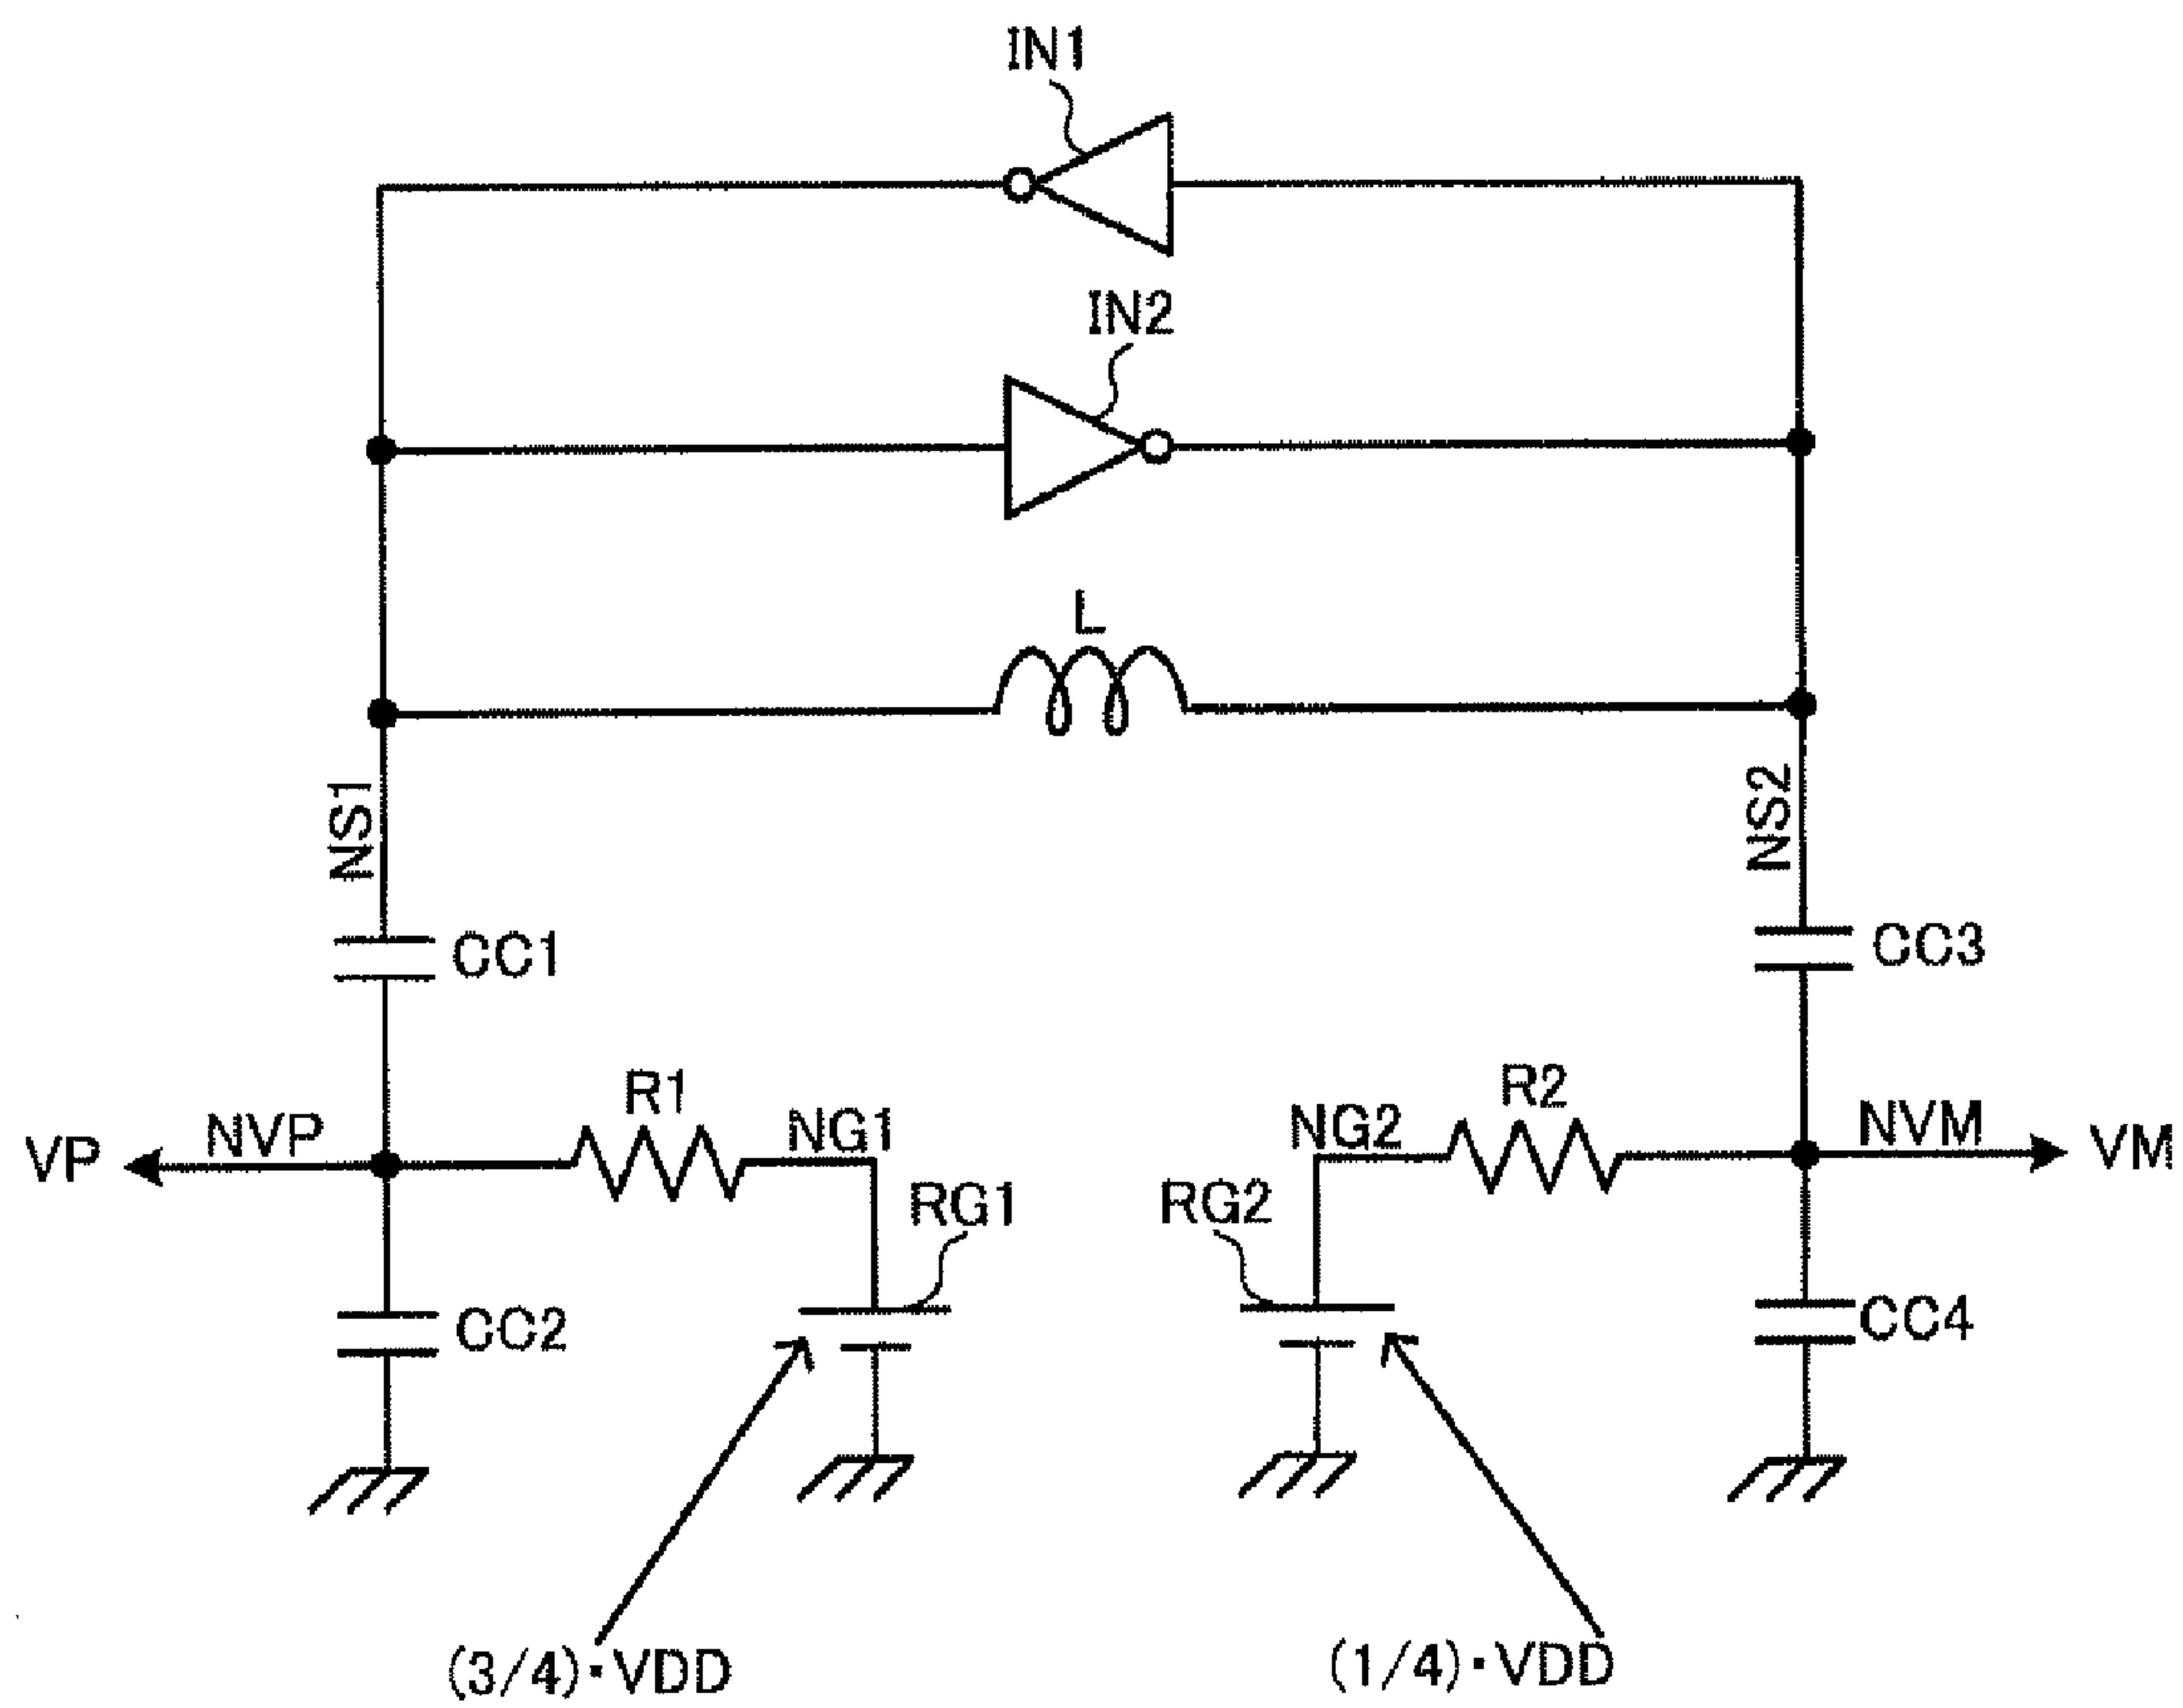 IN1
IN2
L
NS1
NS2
CC1
CC3
R1
R2
VP
NVP
NG1
NG2
NVM
VM
RG1
RG2
CC2
CC4
(3/4)·VDD
(1/4)·VDD